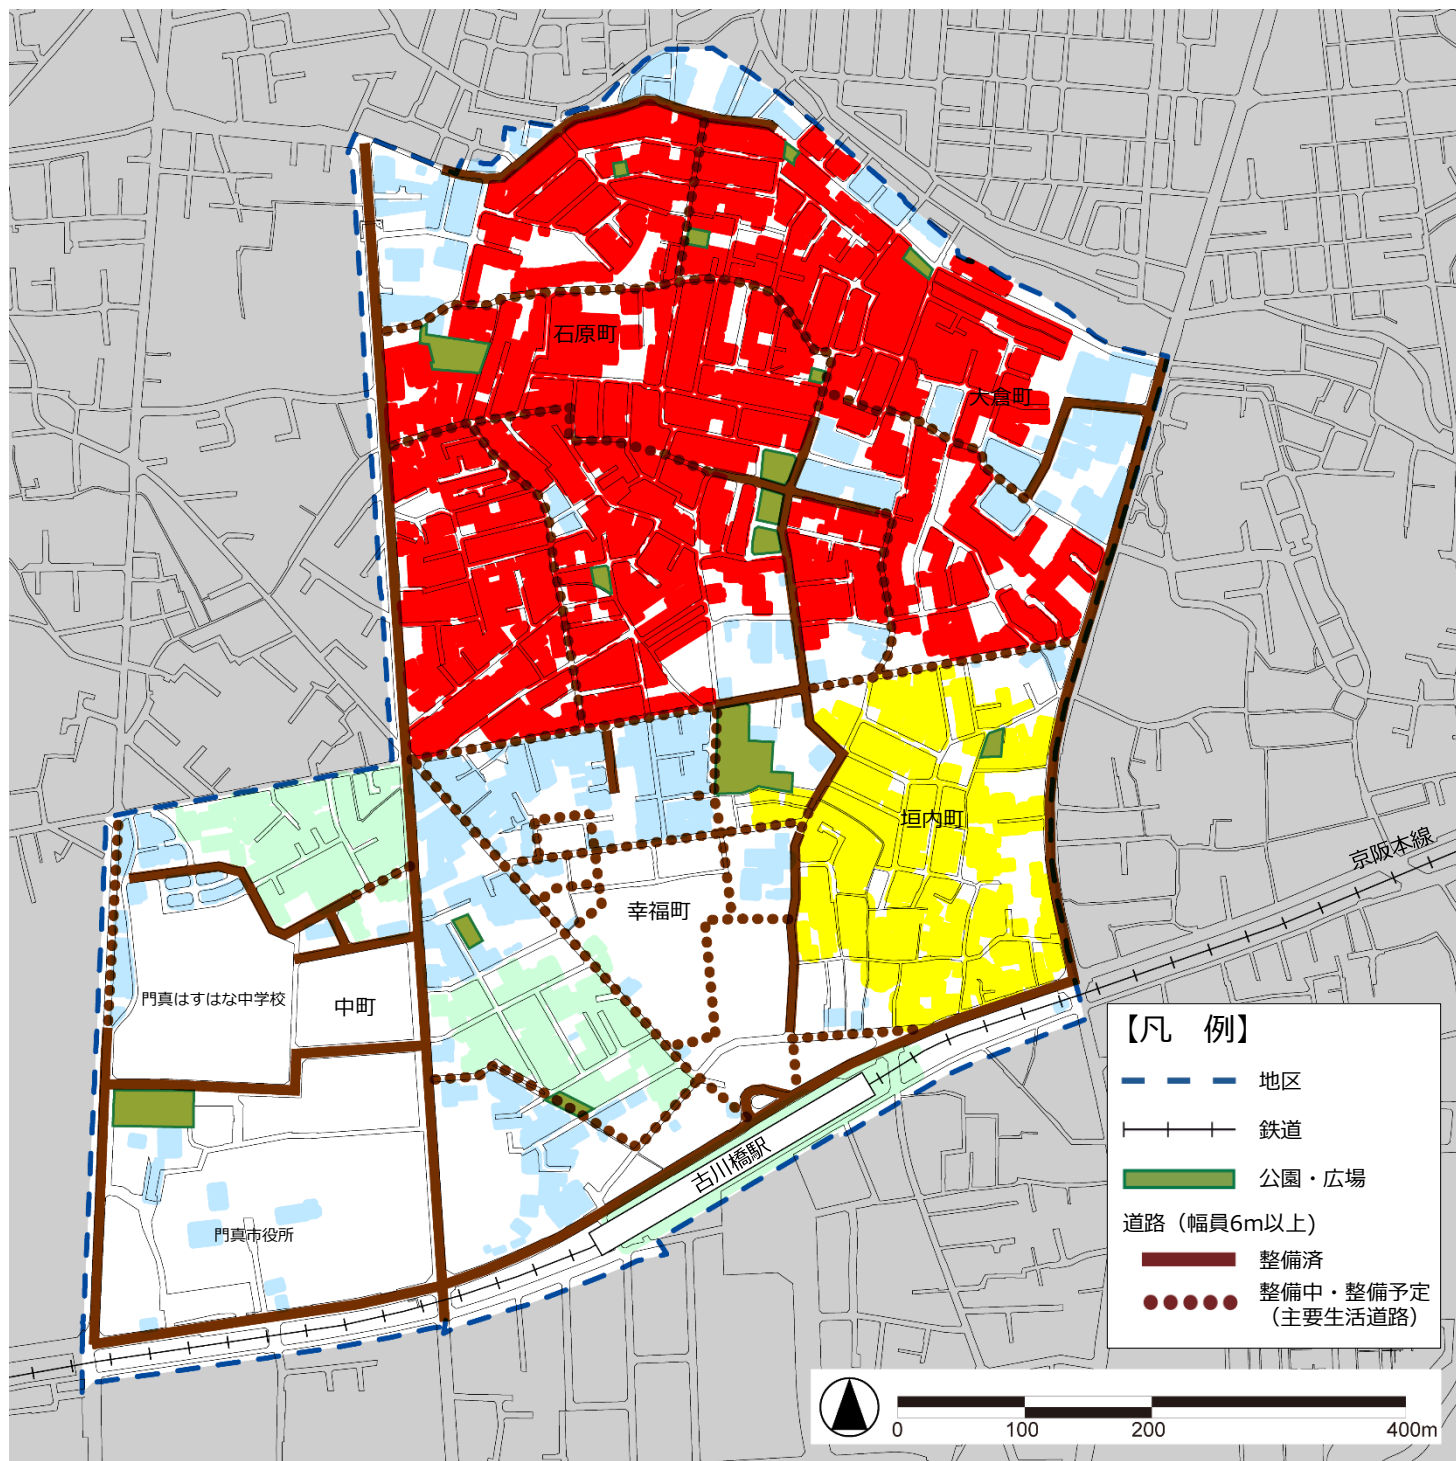 石原町
大倉町
垣内町
京阪本線
幸福町
門真はすはな中学校
中町
古川橋駅
門真市役所
【凡　例】
地区
鉄道
公園・広場
道路（幅員6m以上)
整備済
整備中・整備予定
（主要生活道路）
0 100 200 400m